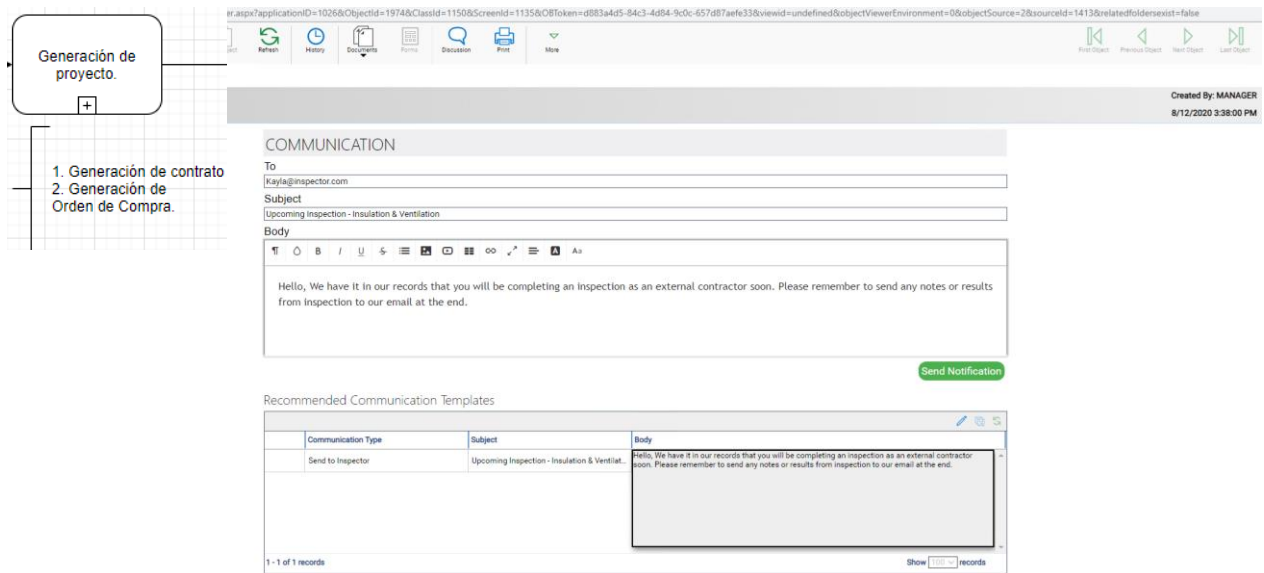 Generación de
proyecto.
+
1. Generación de contrato
2. Generación de
Orden de Compra.
er.aspx?applicationID=1026&ObjectId=1974&ClassId=1150&ScreenId=1135&OBToken=d883a4d5-84c3-4d84-9c0c-657d87aefe33&viewid=undefined&objectViewerEnvironment=0&objectSource=2&sourceId=1413&relatedfoldersexist=false
Refresh History Documents Forms Discussion Print More First Object Previous Object Next Object Last Object
Created By: MANAGER
8/12/2020 3:38:00 PM
COMMUNICATION
To
Kayla@inspector.com
Subject
Upcoming Inspection - Insulation & Ventilation
Body
Hello, We have it in our records that you will be completing an inspection as an external contractor soon. Please remember to send any notes or results
from inspection to our email at the end.
Send Notification
Recommended Communication Templates
Communication Type Subject Body
Send to Inspector Upcoming Inspection - Insulation & Ventilat... Hello, We have it in our records that you will be completing an inspection as an external contractor
soon. Please remember to send any notes or results from inspection to our email at the end.
1 - 1 of 1 records Show 100 records